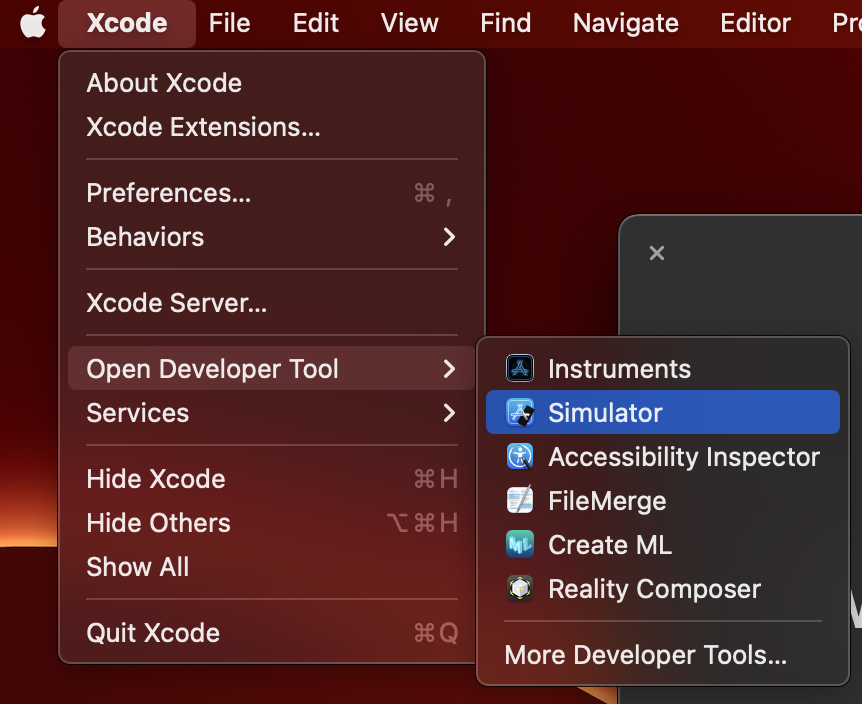 Xcode File Edit View Find Navigate Editor
About Xcode
Xcode Extensions...
Preferences... ⌘ ,
Behaviors
Xcode Server...
Open Developer Tool
Services
Hide Xcode ⌘H
Hide Others ⌥⌘H
Show All
Quit Xcode ⌘Q
Instruments
Simulator
Accessibility Inspector
FileMerge
Create ML
Reality Composer
More Developer Tools...